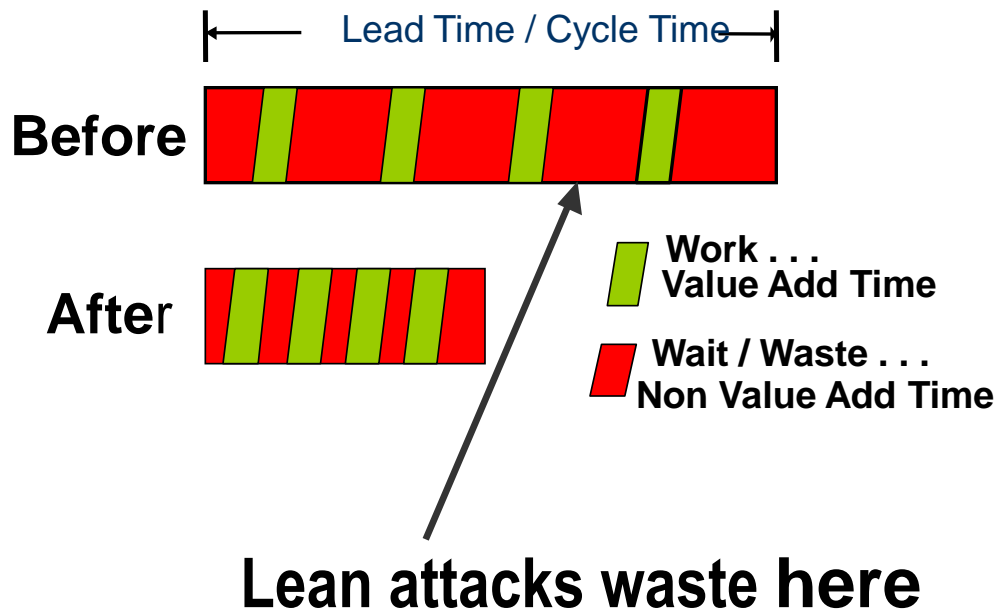 Lead Time / Cycle Time
Before
After
Work . . .
Value Add Time
Wait / Waste . . .
Non Value Add Time
Lean attacks waste here